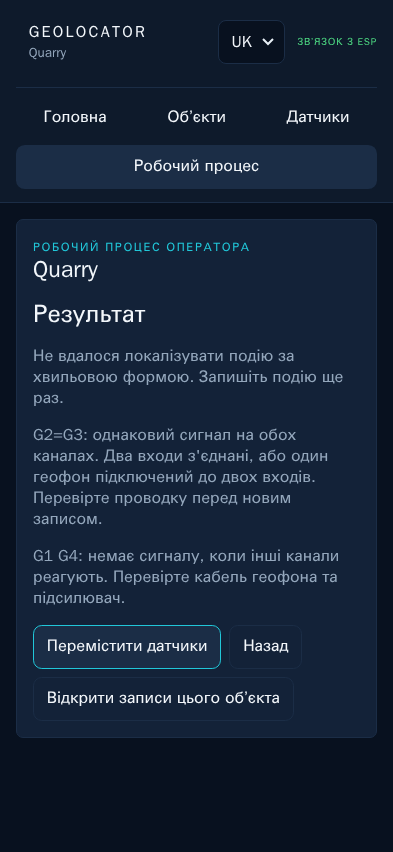 GEOLOCATOR
Quarry
UK
ЗВ'ЯЗОК З ESP
Головна
Об'єкти
Датчики
Робочий процес
РОБОЧИЙ ПРОЦЕС ОПЕРАТОРА
Quarry
Результат
Не вдалося локалізувати подію за
хвильовою формою. Запишіть подію ще
раз.
G2=G3: однаковий сигнал на обох
каналах. Два входи з'єднані, або один
геофон підключений до двох входів.
Перевірте проводку перед новим
записом.
G1 G4: немає сигналу, коли інші канали
реагують. Перевірте кабель геофона та
підсилювач.
Перемістити датчики
Назад
Відкрити записи цього об'єкта